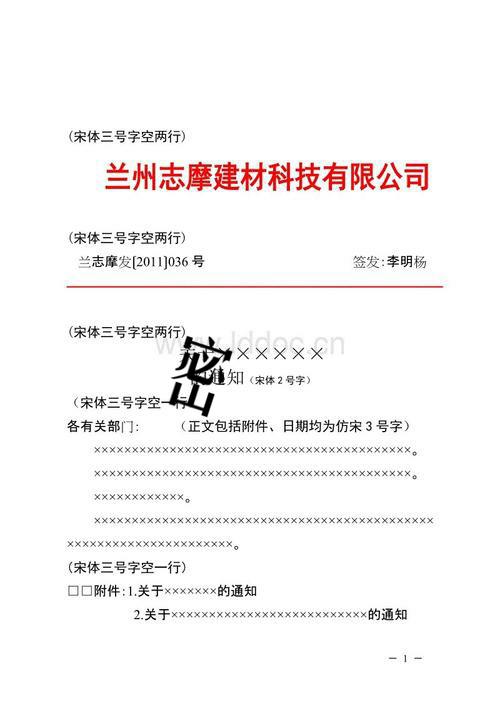 (宋体三号字空两行)
兰州志摩建材科技有限公司
(宋体三号字空两行)
兰志摩发[2011]036号 签发:李明杨
(宋体三号字空两行)
www.lddoc.cn
××××××
密
通知(宋体2号字)
(宋体三号字空一行
各有关部门: (正文包括附件、日期均为仿宋3号字)
××××××××××××××××××××××××××××××××××××××××××。
××××××××××××××××××××××××××××××××××××××××××。
××××××××××××。
×××××××××××××××××××××××××××××××××××××××××××××
××××××××××××××××××××××。
(宋体三号字空一行)
□□附件:1.关于×××××××的通知
2.关于××××××××××××××××××××××××××的通知
— 1 —